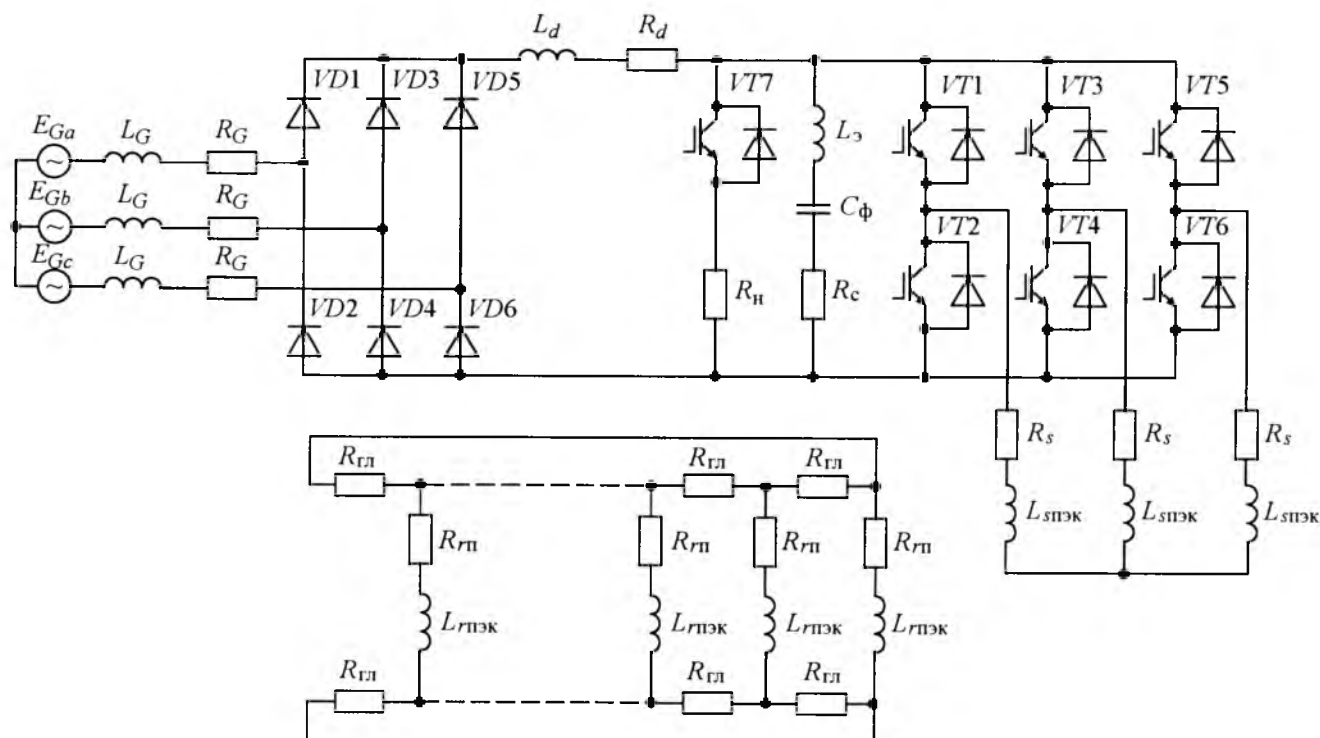 L_d R_d
VD1 VD3 VD5 VT7 VT1 VT3 VT5
E_Ga L_G R_G L_э
E_Gb L_G R_G C_ф VT2 VT4 VT6
E_Gc L_G R_G
VD2 VD4 VD6 R_н R_с
R_s R_s R_s
R_гл R_гл R_гл
L_sпэк L_sпэк L_sпэк
R_rп R_rп R_rп R_rп
L_rпэк L_rпэк L_rпэк L_rпэк
R_гл R_гл R_гл